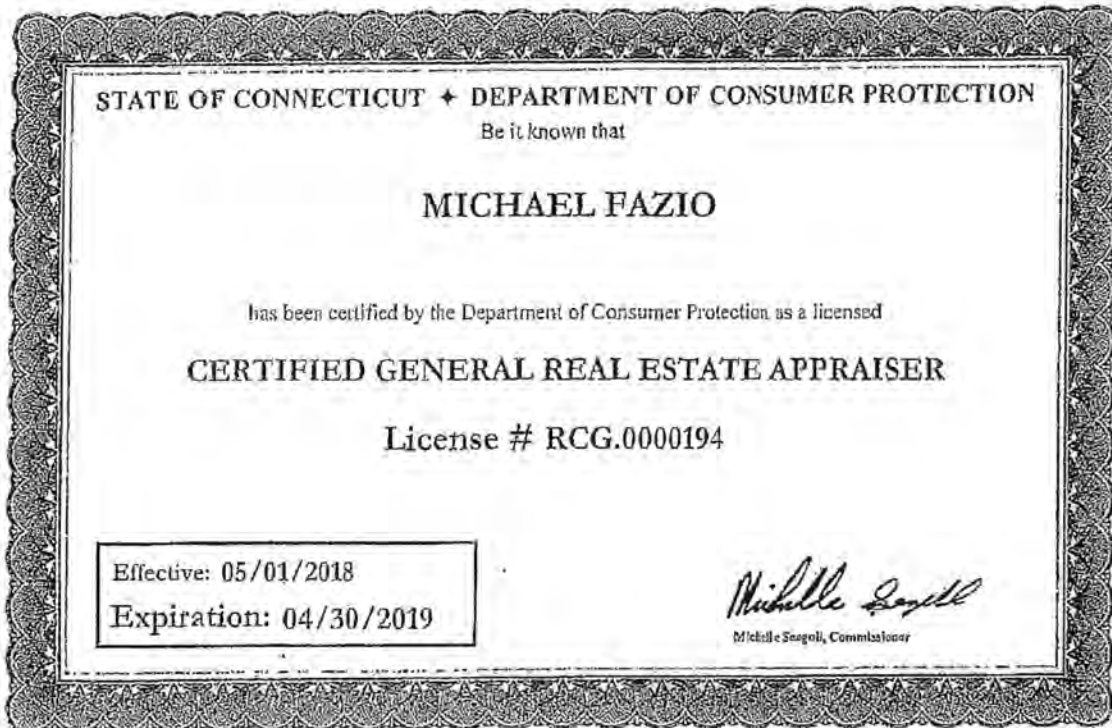 STATE OF CONNECTICUT ✦ DEPARTMENT OF CONSUMER PROTECTION
Be it known that
MICHAEL FAZIO
has been certified by the Department of Consumer Protection as a licensed
CERTIFIED GENERAL REAL ESTATE APPRAISER
License # RCG.0000194
Effective: 05/01/2018
Expiration: 04/30/2019
Michelle Seagull
Michelle Seagull, Commissioner